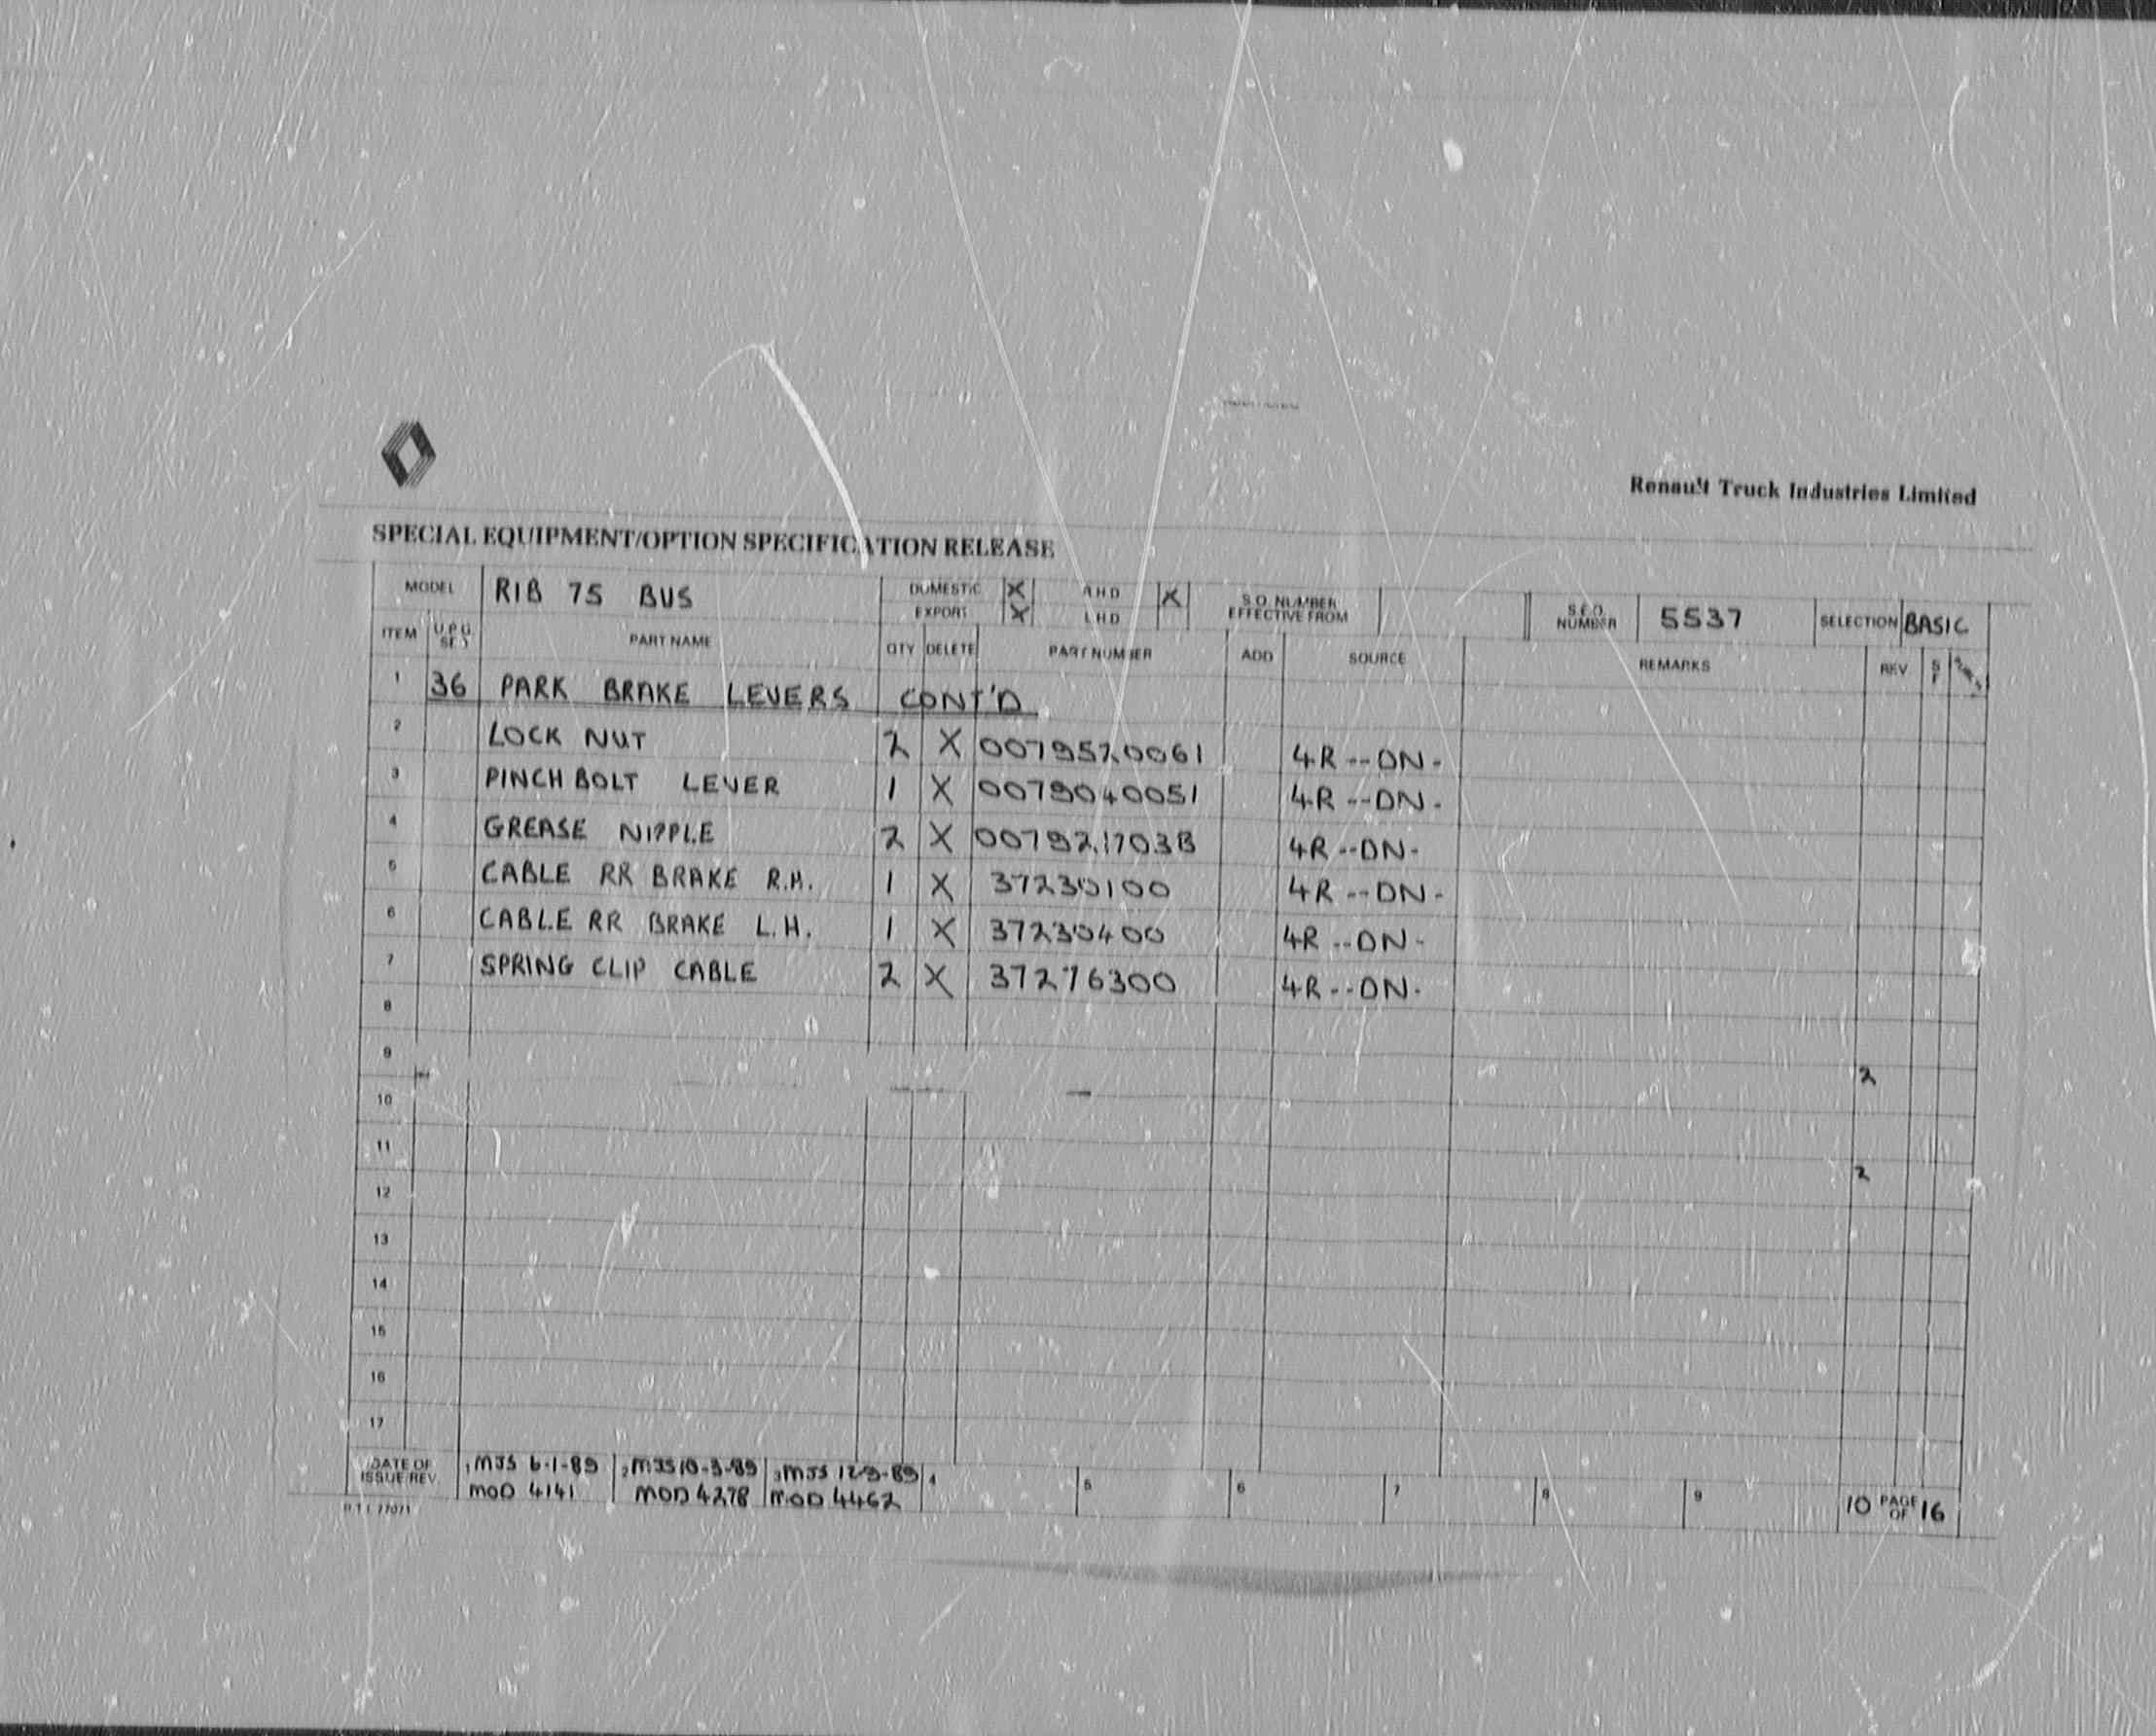 Renault Truck Industries Limited
SPECIAL EQUIPMENT/OPTION SPECIFICATION RELEASE
MODEL RIB 75 BUS DOMESTIC X RHD X S.O. NUMBER S.E.O. 5537 SELECTION BASIC
EXPORT X LHD EFFECTIVE FROM NUMBER
ITEM U.P.G. PART NAME QTY DELETE PART NUMBER ADD SOURCE REMARKS REV S F
1 36 PARK BRAKE LEVERS CONT'D
2 LOCK NUT 2 X 0079520061 4R--DN-
3 PINCH BOLT LEVER 1 X 0079040051 4R--DN-
4 GREASE NIPPLE 2 X 4R--DN-
5 CABLE RR BRAKE R.H. 1 X 37230100 4R--DN-
6 CABLE RR BRAKE L.H. 1 X 37230400 4R--DN-
7 SPRING CLIP CABLE 2 X 37276300 4R--DN-
8
9 2
10
11 2
12
13
14
15
16
17
DATE OF 1 MJS 6-1-89 2 MJS 10-3-89 3 MJS 12-9-89 4 5 6 7 8 9 10 PAGE OF 16
ISSUE/REV. MOD 4141 MOD 4278 MOD 4462
R.T.I. 77071